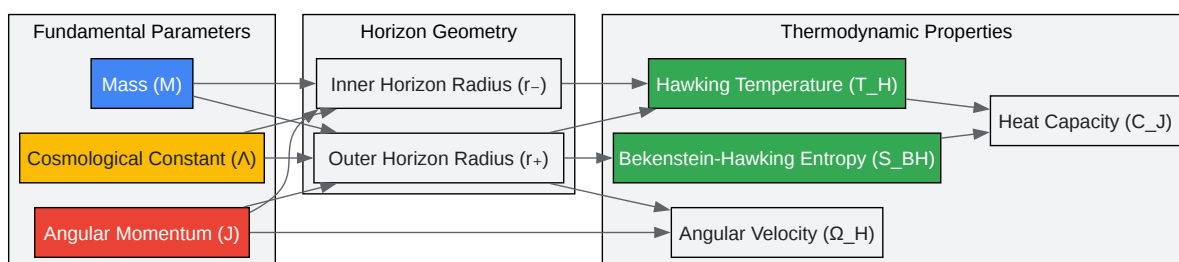 Fundamental Parameters
Mass (M)
Cosmological Constant (Λ)
Angular Momentum (J)
Horizon Geometry
Inner Horizon Radius (r₋)
Outer Horizon Radius (r₊)
Thermodynamic Properties
Hawking Temperature (T_H)
Bekenstein-Hawking Entropy (S_BH)
Angular Velocity (Ω_H)
Heat Capacity (C_J)